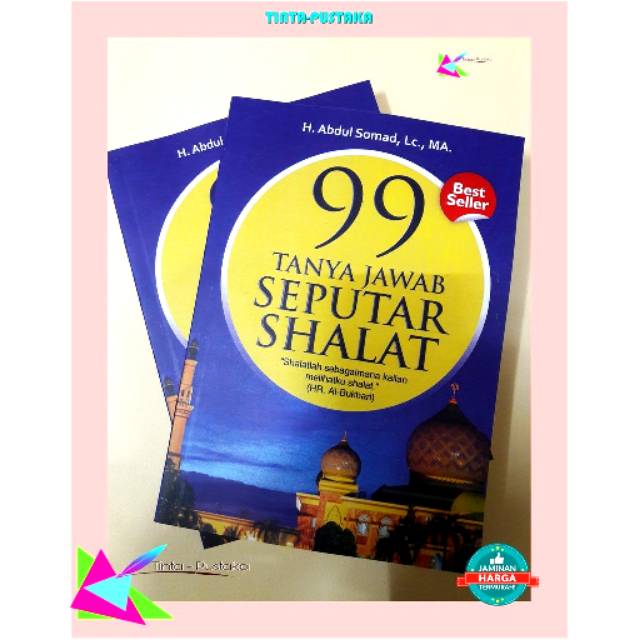 TINTA-PUSTAKA
H. Abdul
H. Abdul Somad, Lc., MA.
Best
Seller
99
TANYA JAWAB
SEPUTAR
SHALAT
"Shalatlah sebagaimana kalian
melihatku shalat."
(HR. Al-Bukhari)
Tinta - Pustaka
JAMINAN
HARGA
TERMURAH!